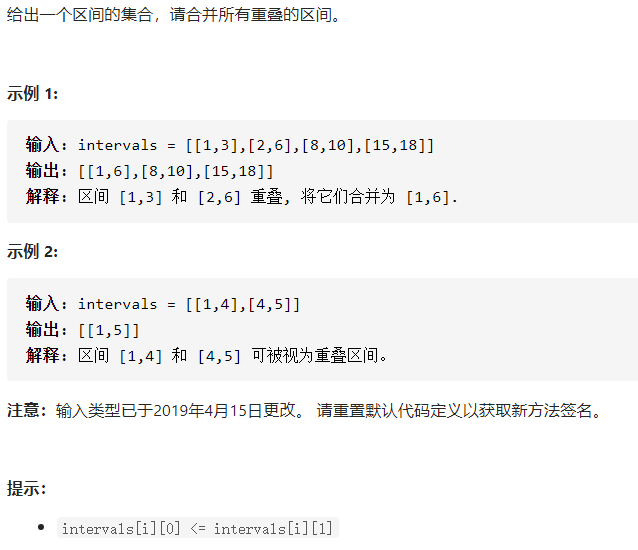 给出一个区间的集合，请合并所有重叠的区间。
示例 1:
输入：intervals = [[1,3],[2,6],[8,10],[15,18]]
输出：[[1,6],[8,10],[15,18]]
解释：区间 [1,3] 和 [2,6] 重叠, 将它们合并为 [1,6].
示例 2:
输入：intervals = [[1,4],[4,5]]
输出：[[1,5]]
解释：区间 [1,4] 和 [4,5] 可被视为重叠区间。
注意：输入类型已于2019年4月15日更改。 请重置默认代码定义以获取新方法签名。
提示：
• intervals[i][0] <= intervals[i][1]